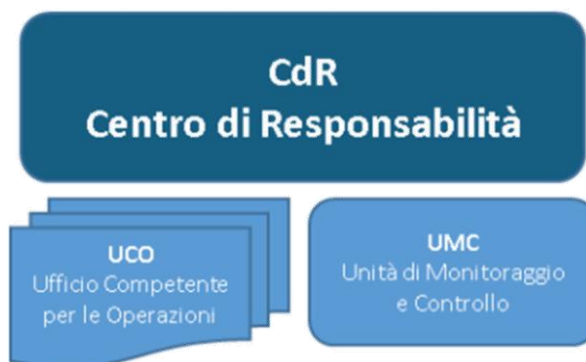 CdR
Centro di Responsabilità
UCO
Ufficio Competente
per le Operazioni
UMC
Unità di Monitoraggio
e Controllo